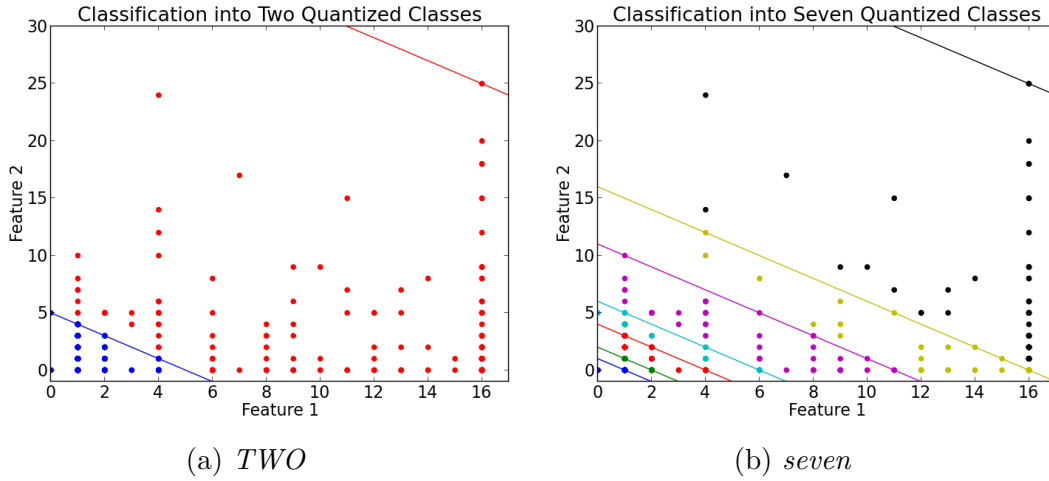 Classification into Two Quantized Classes
30
25
20
15
10
5
0
Feature 2
0 2 4 6 8 10 12 14 16
Feature 1
(a) TWO
Classification into Seven Quantized Classes
30
25
20
15
10
5
0
Feature 2
0 2 4 6 8 10 12 14 16
Feature 1
(b) seven